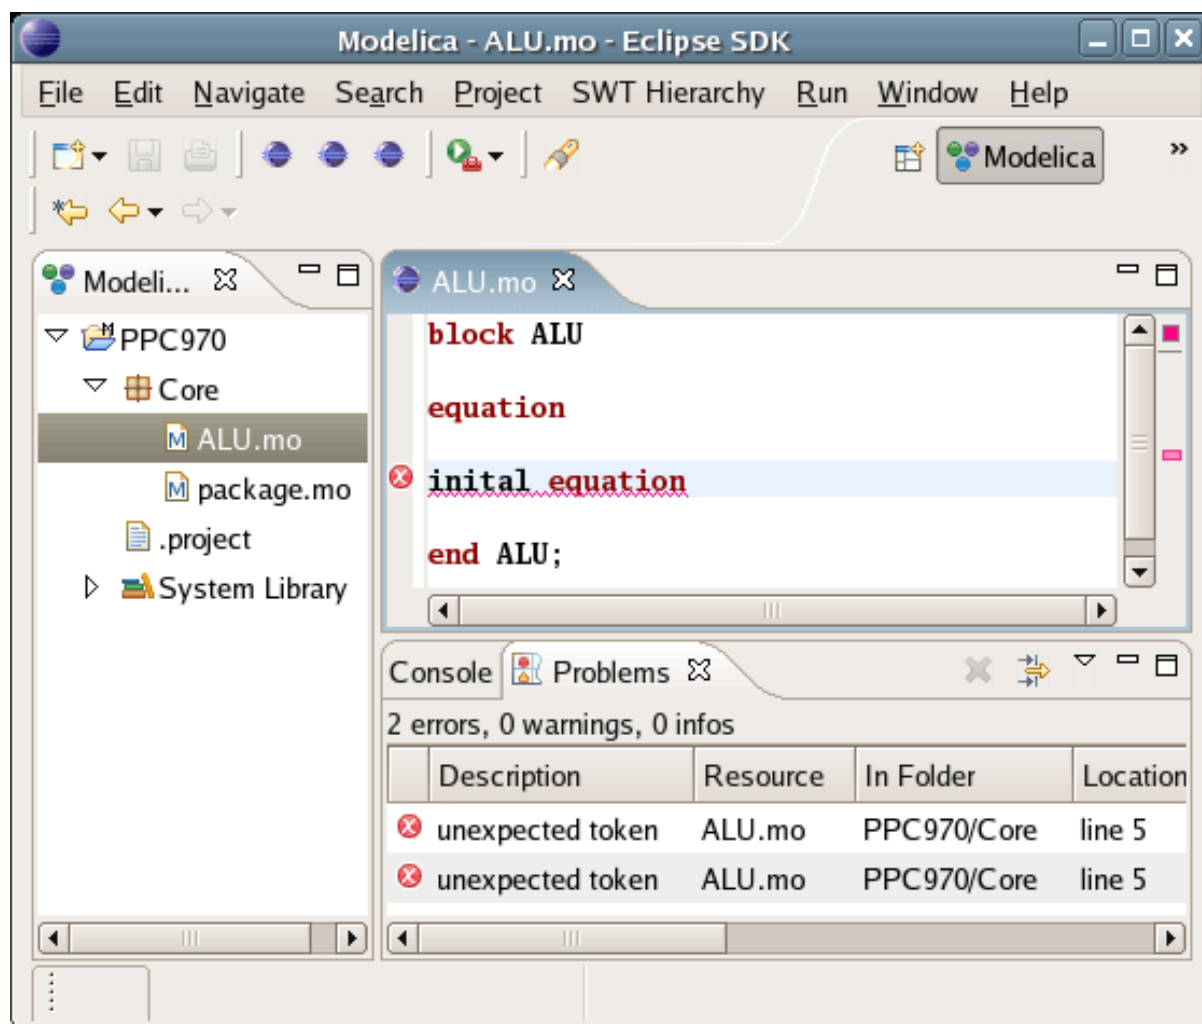 Modelica - ALU.mo - Eclipse SDK
File Edit Navigate Search Project SWT Hierarchy Run Window Help
Modelica
Modeli...
PPC970
Core
ALU.mo
package.mo
.project
System Library
ALU.mo
block ALU
equation
inital equation
end ALU;
Console Problems
2 errors, 0 warnings, 0 infos
Description Resource In Folder Location
unexpected token ALU.mo PPC970/Core line 5
unexpected token ALU.mo PPC970/Core line 5